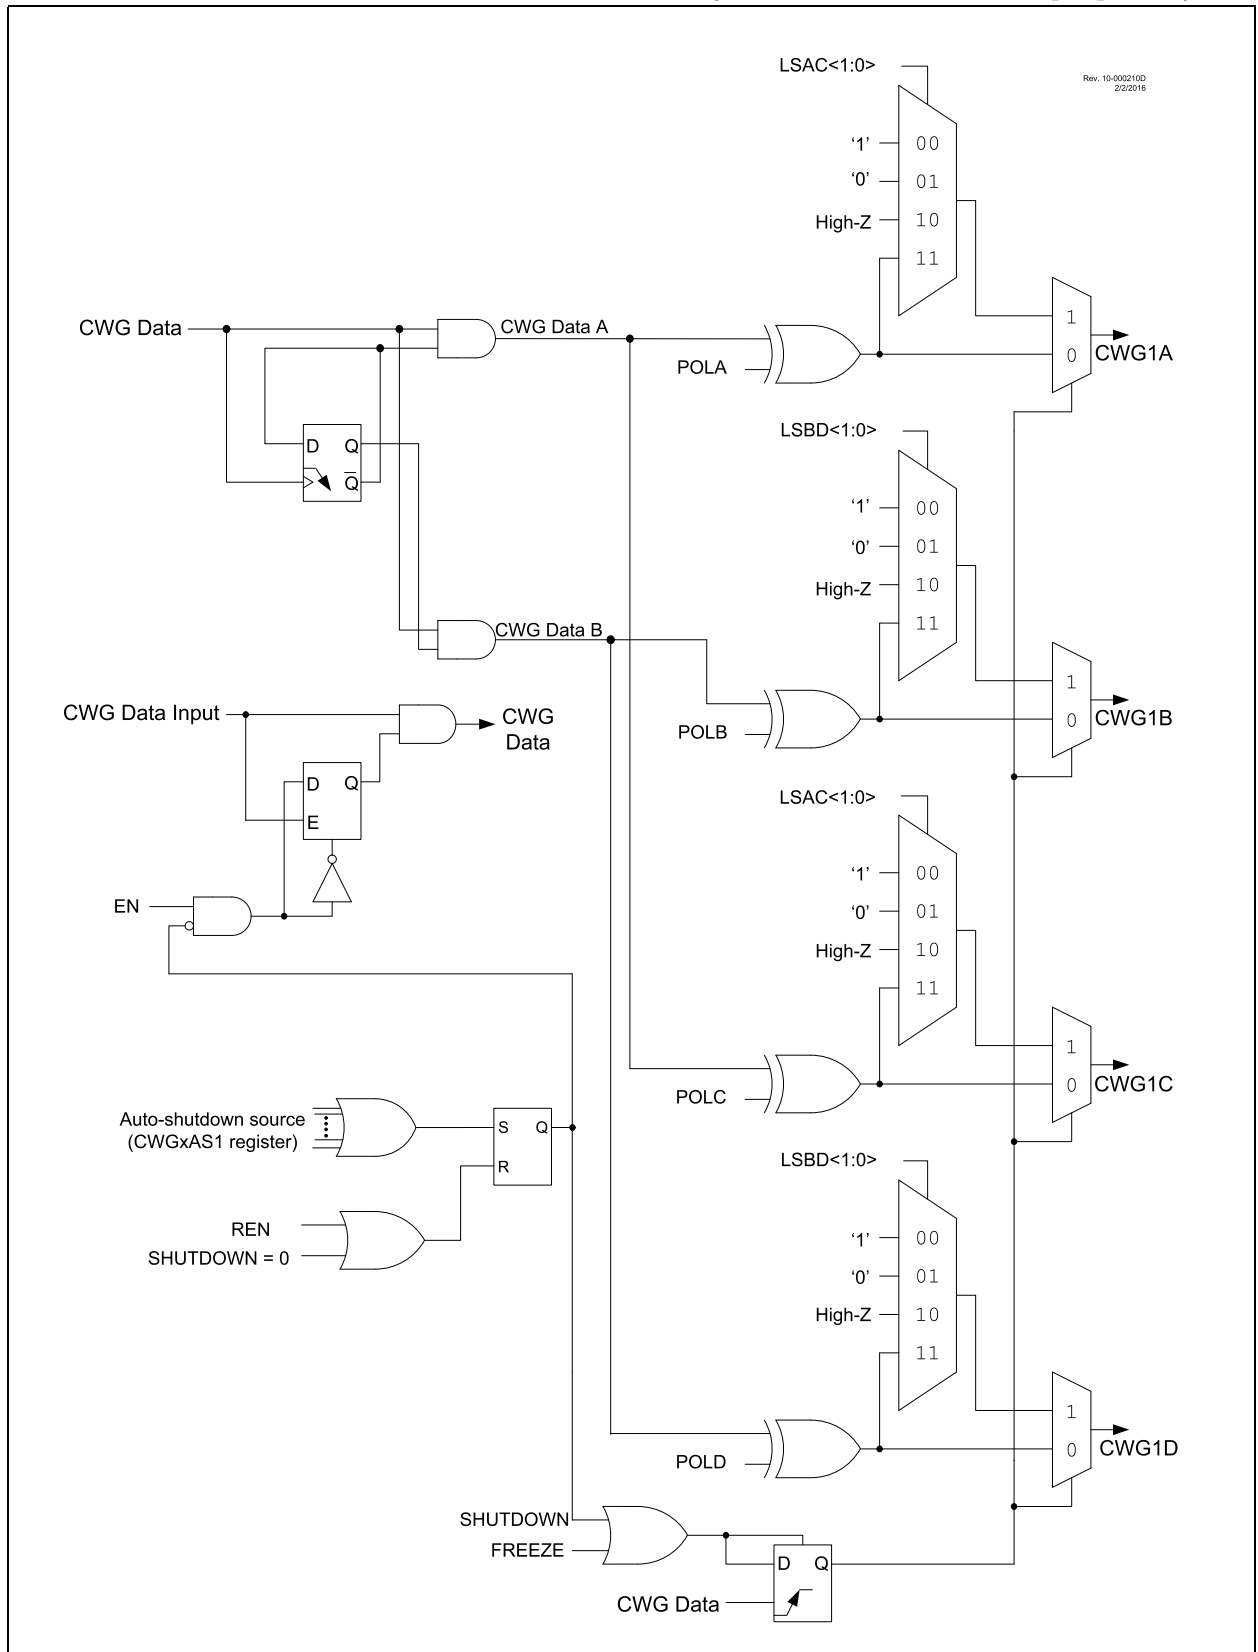 Rev. 10-000210D
2/2/2016
LSAC<1:0>
‘1’
00
‘0’
01
High-Z
10
11
CWG Data
CWG Data A
POLA
1
0
CWG1A
D
Q
Q
LSBD<1:0>
‘1’
00
‘0’
01
High-Z
10
11
CWG Data B
POLB
1
0
CWG1B
CWG Data Input
CWG
Data
D
Q
E
EN
LSAC<1:0>
‘1’
00
‘0’
01
High-Z
10
11
POLC
1
0
CWG1C
Auto-shutdown source
(CWGxAS1 register)
S
Q
R
REN
SHUTDOWN = 0
LSBD<1:0>
‘1’
00
‘0’
01
High-Z
10
11
POLD
1
0
CWG1D
SHUTDOWN
FREEZE
D
Q
CWG Data